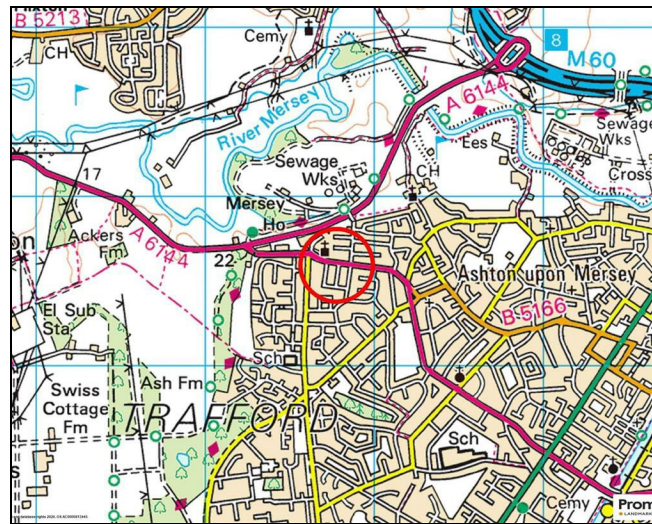 Flixton
B 5213
CH
Cemy
8
M 60
River Mersey
A 6144
Sewage
Wks
Ees
Sewage
Wks
CH
Cross
17
Mersey
Ho
Ackers
Fm
A 6144
22
Ashton upon Mersey
B 5166
El Sub
Sta
Sch
Ash Fm
Swiss
Cottage
Fm
TRAFFORD
Sch
Cemy
Prom
LANDMARK